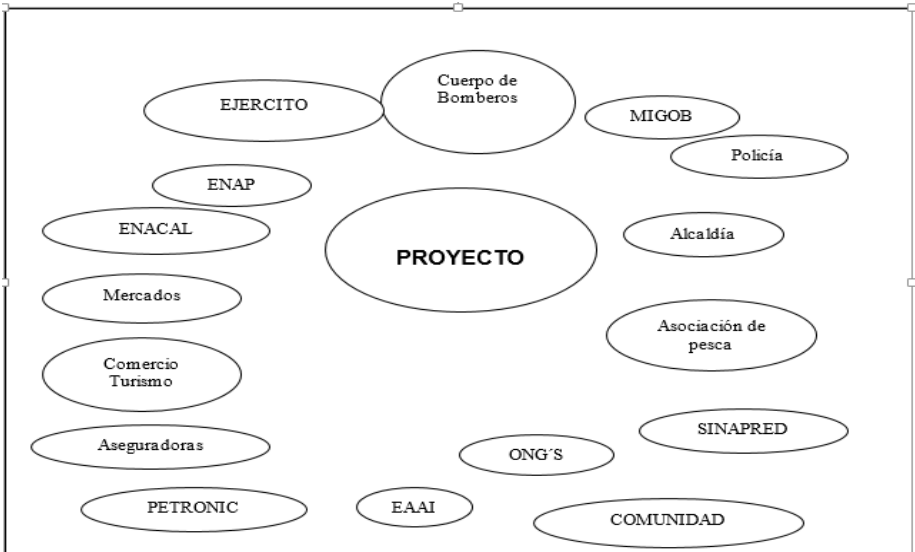 Cuerpo de
Bomberos
EJERCITO
MIGOB
Policía
ENAP
ENACAL
Alcaldía
PROYECTO
Mercados
Asociación de
pesca
Comercio
Turismo
SINAPRED
Aseguradoras
ONG´S
PETRONIC
EAAI
COMUNIDAD